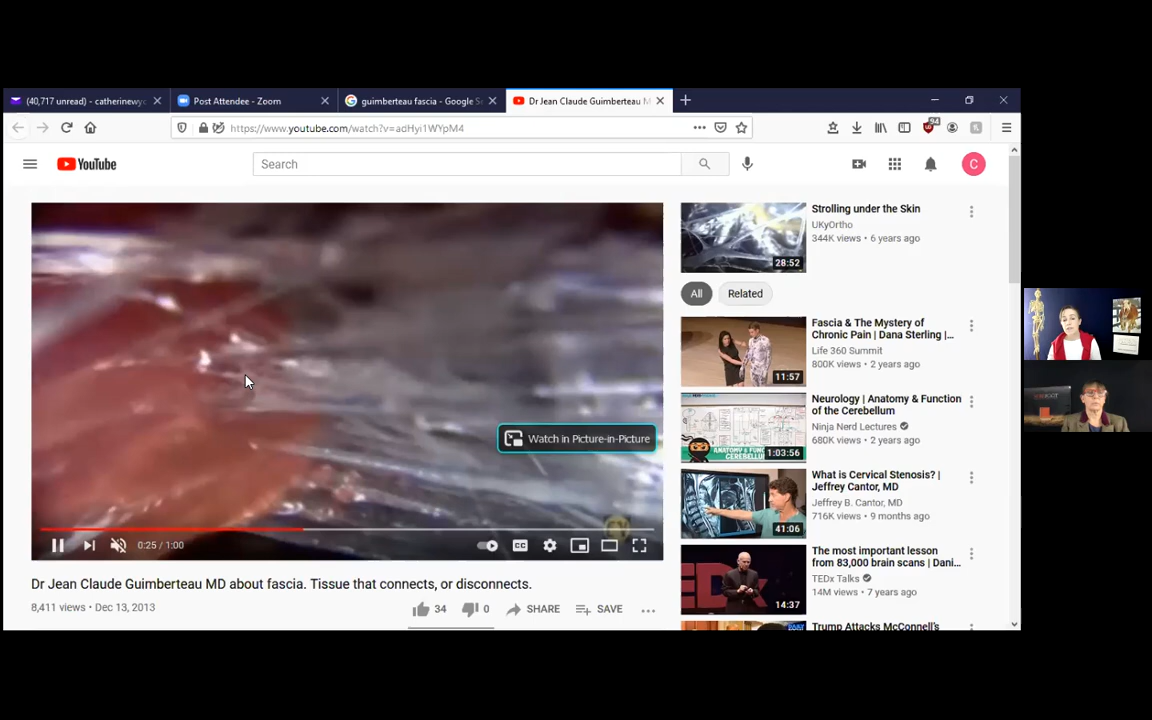 (40,717 unread) - catherinewyc
Post Attendee - Zoom
guimberteau fascia - Google Se
Dr Jean Claude Guimberteau M
https://www.youtube.com/watch?v=adHyi1WYpM4
94
YouTube
Search
C
Watch in Picture-in-Picture
0:25 / 1:00
CC
Dr Jean Claude Guimberteau MD about fascia. Tissue that connects, or disconnects.
8,411 views • Dec 13, 2013
34
0
SHARE
SAVE
Strolling under the Skin
UKyOrtho
344K views • 6 years ago
28:52
All
Related
Fascia & The Mystery of
Chronic Pain | Dana Sterling |...
Life 360 Summit
800K views • 2 years ago
11:57
Neurology | Anatomy & Function
of the Cerebellum
Ninja Nerd Lectures
680K views • 2 years ago
1:03:56
What is Cervical Stenosis? |
Jeffrey Cantor, MD
Jeffrey B. Cantor, MD
716K views • 9 months ago
41:06
The most important lesson
from 83,000 brain scans | Dani...
TEDx Talks
14M views • 7 years ago
14:37
TEDx
Trump Attacks McConnell's